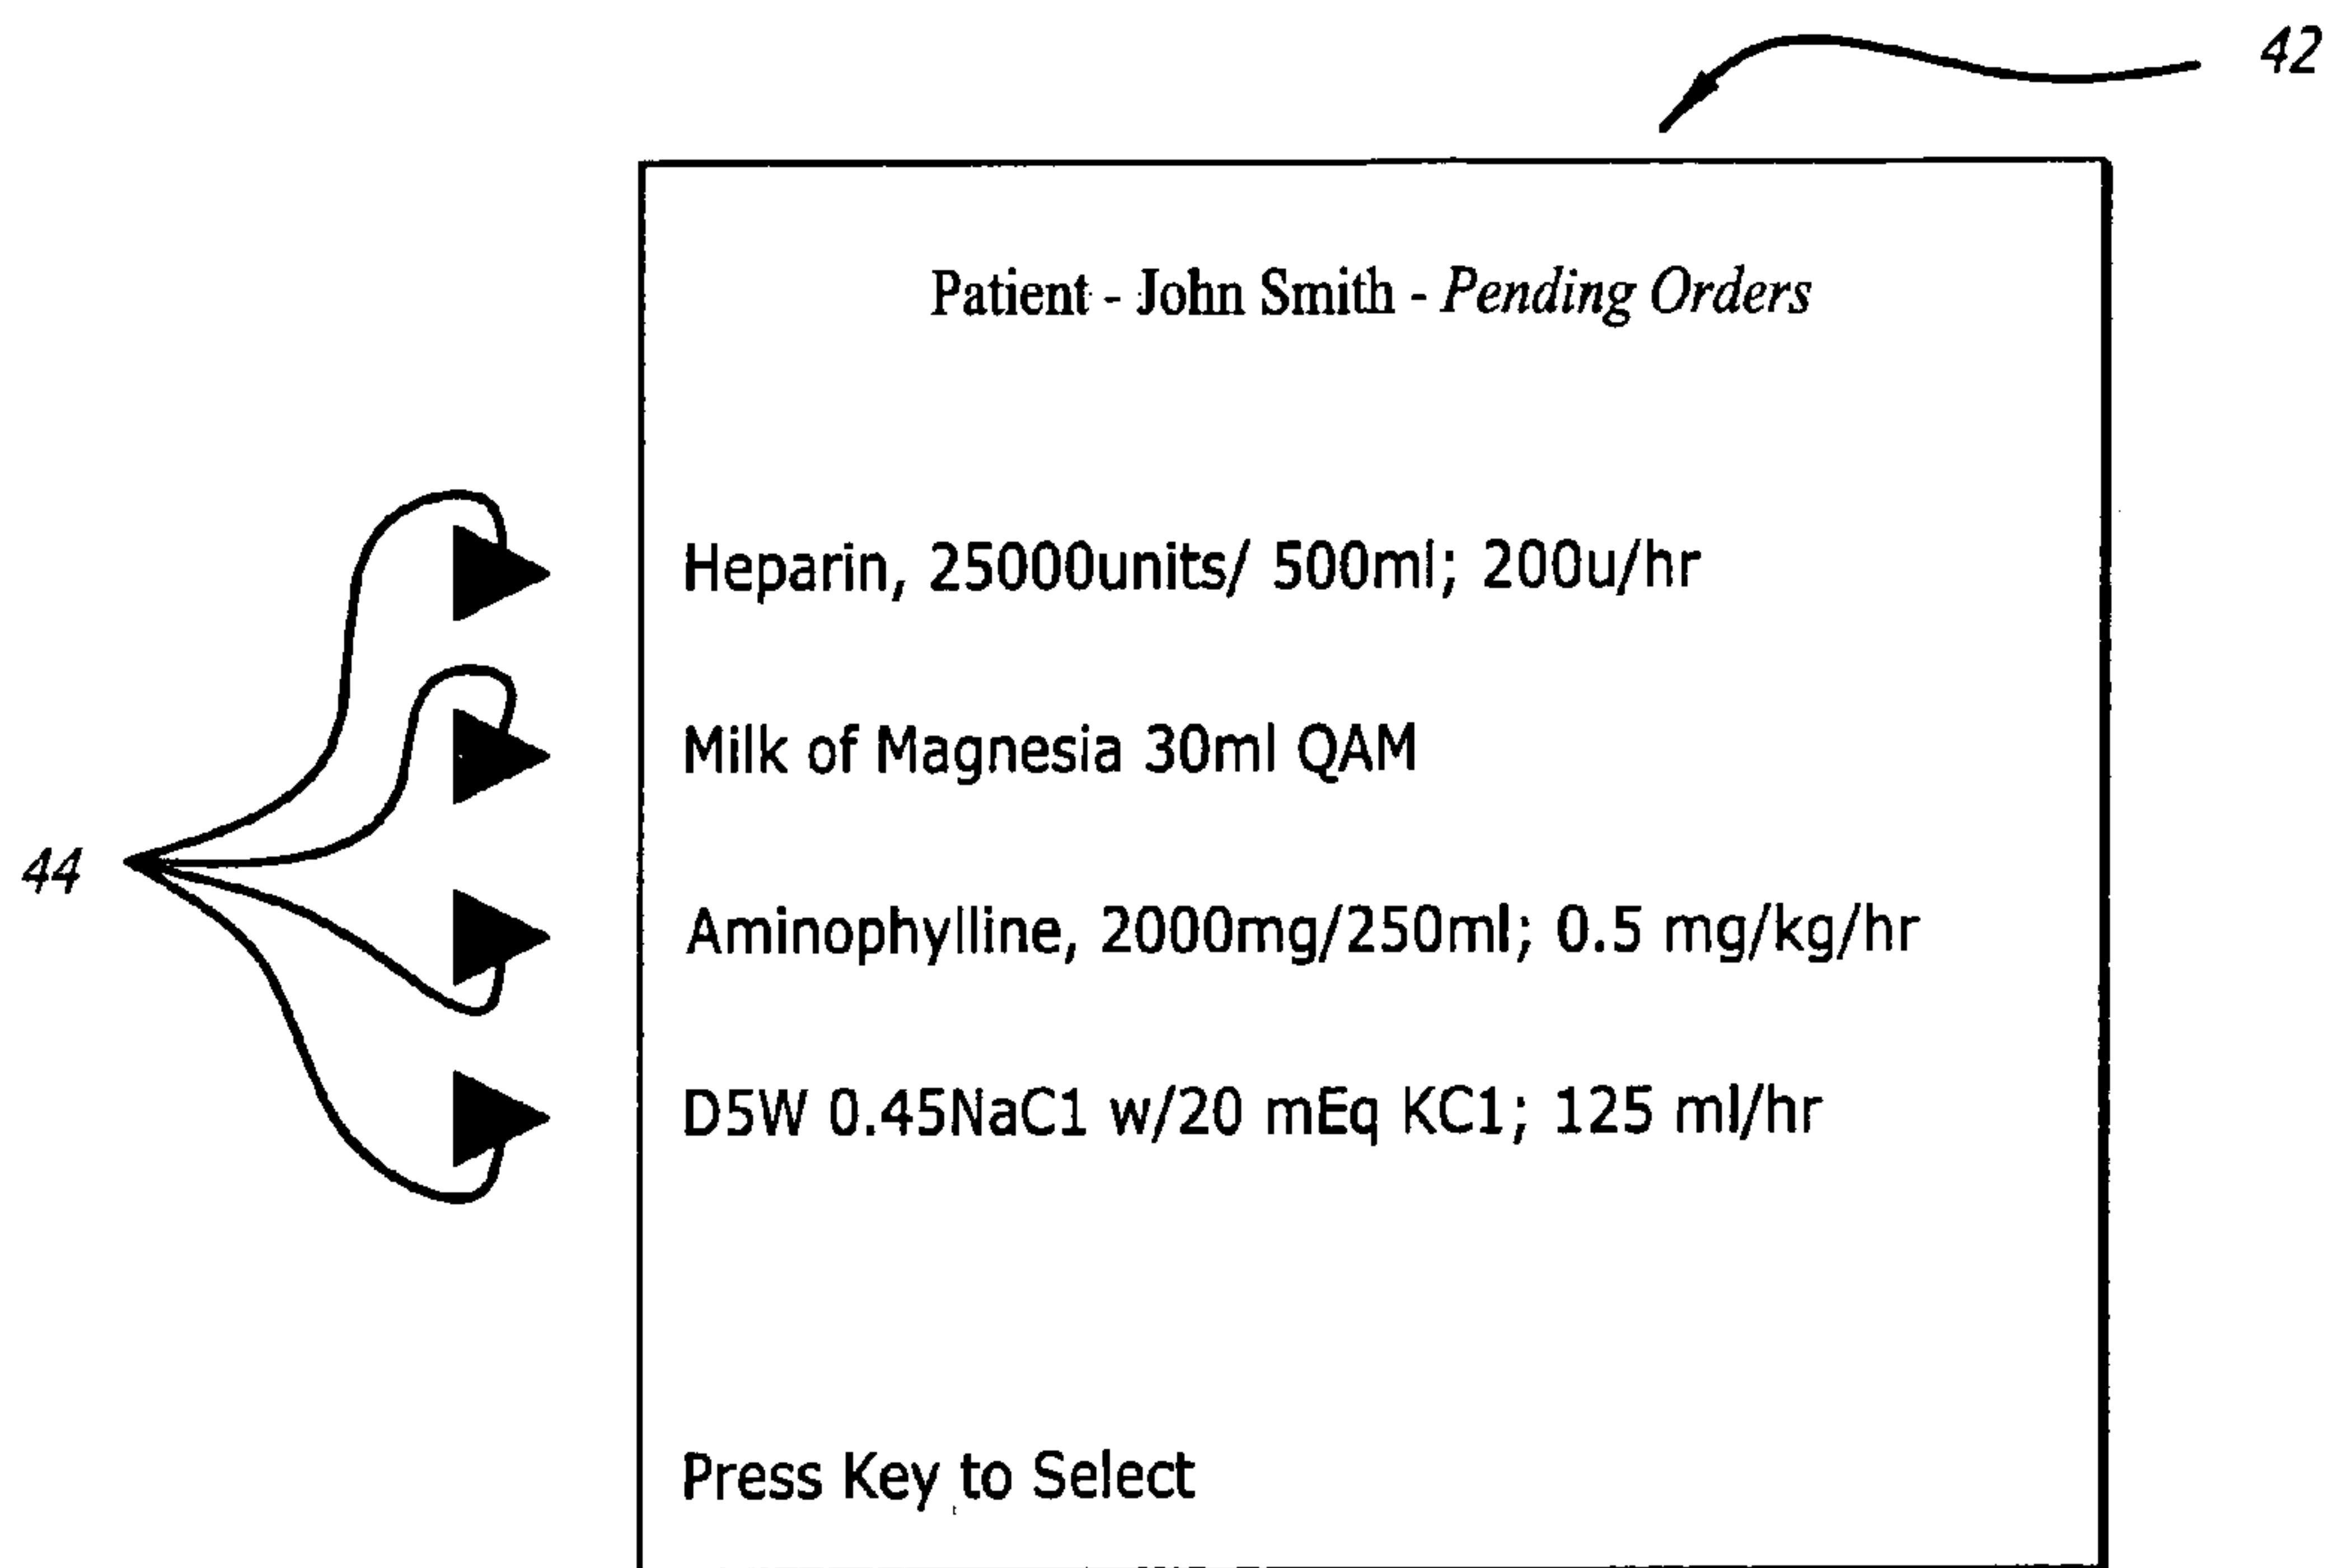 42
Patient - John Smith - Pending Orders
Heparin, 25000units/ 500ml; 200u/hr
Milk of Magnesia 30ml QAM
44
Aminophylline, 2000mg/250ml; 0.5 mg/kg/hr
D5W 0.45NaC1 w/20 mEq KC1; 125 ml/hr
Press Key to Select